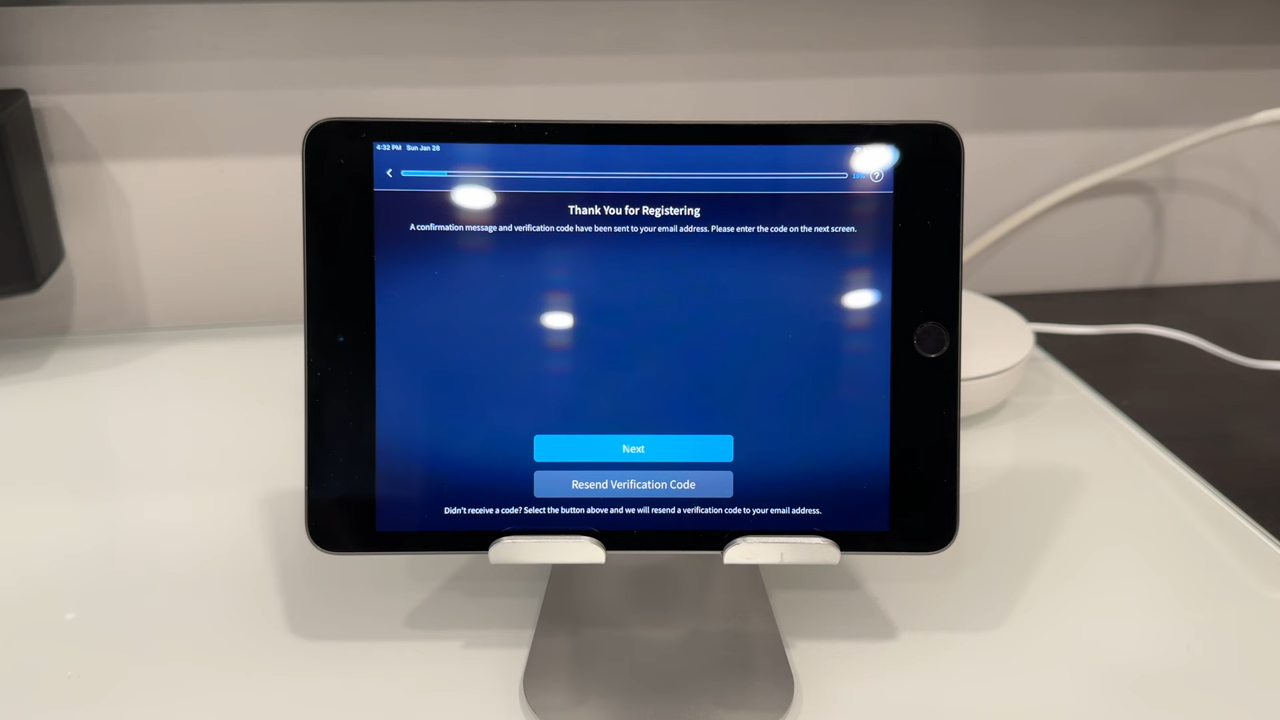 4:32 PM Sun Jan 28
?
Thank You for Registering
A confirmation message and verification code have been sent to your email address. Please enter the code on the next screen.
Next
Resend Verification Code
Didn't receive a code? Select the button above and we will resend a verification code to your email address.